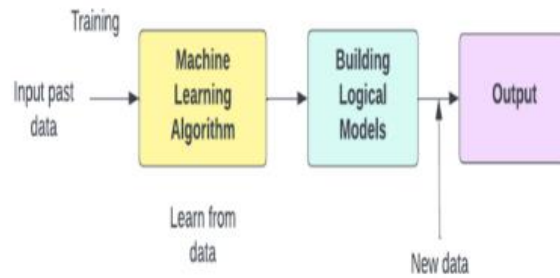 Training
Input past
data
Machine
Learning
Algorithm
Learn from
data
Building
Logical
Models
New data
Output